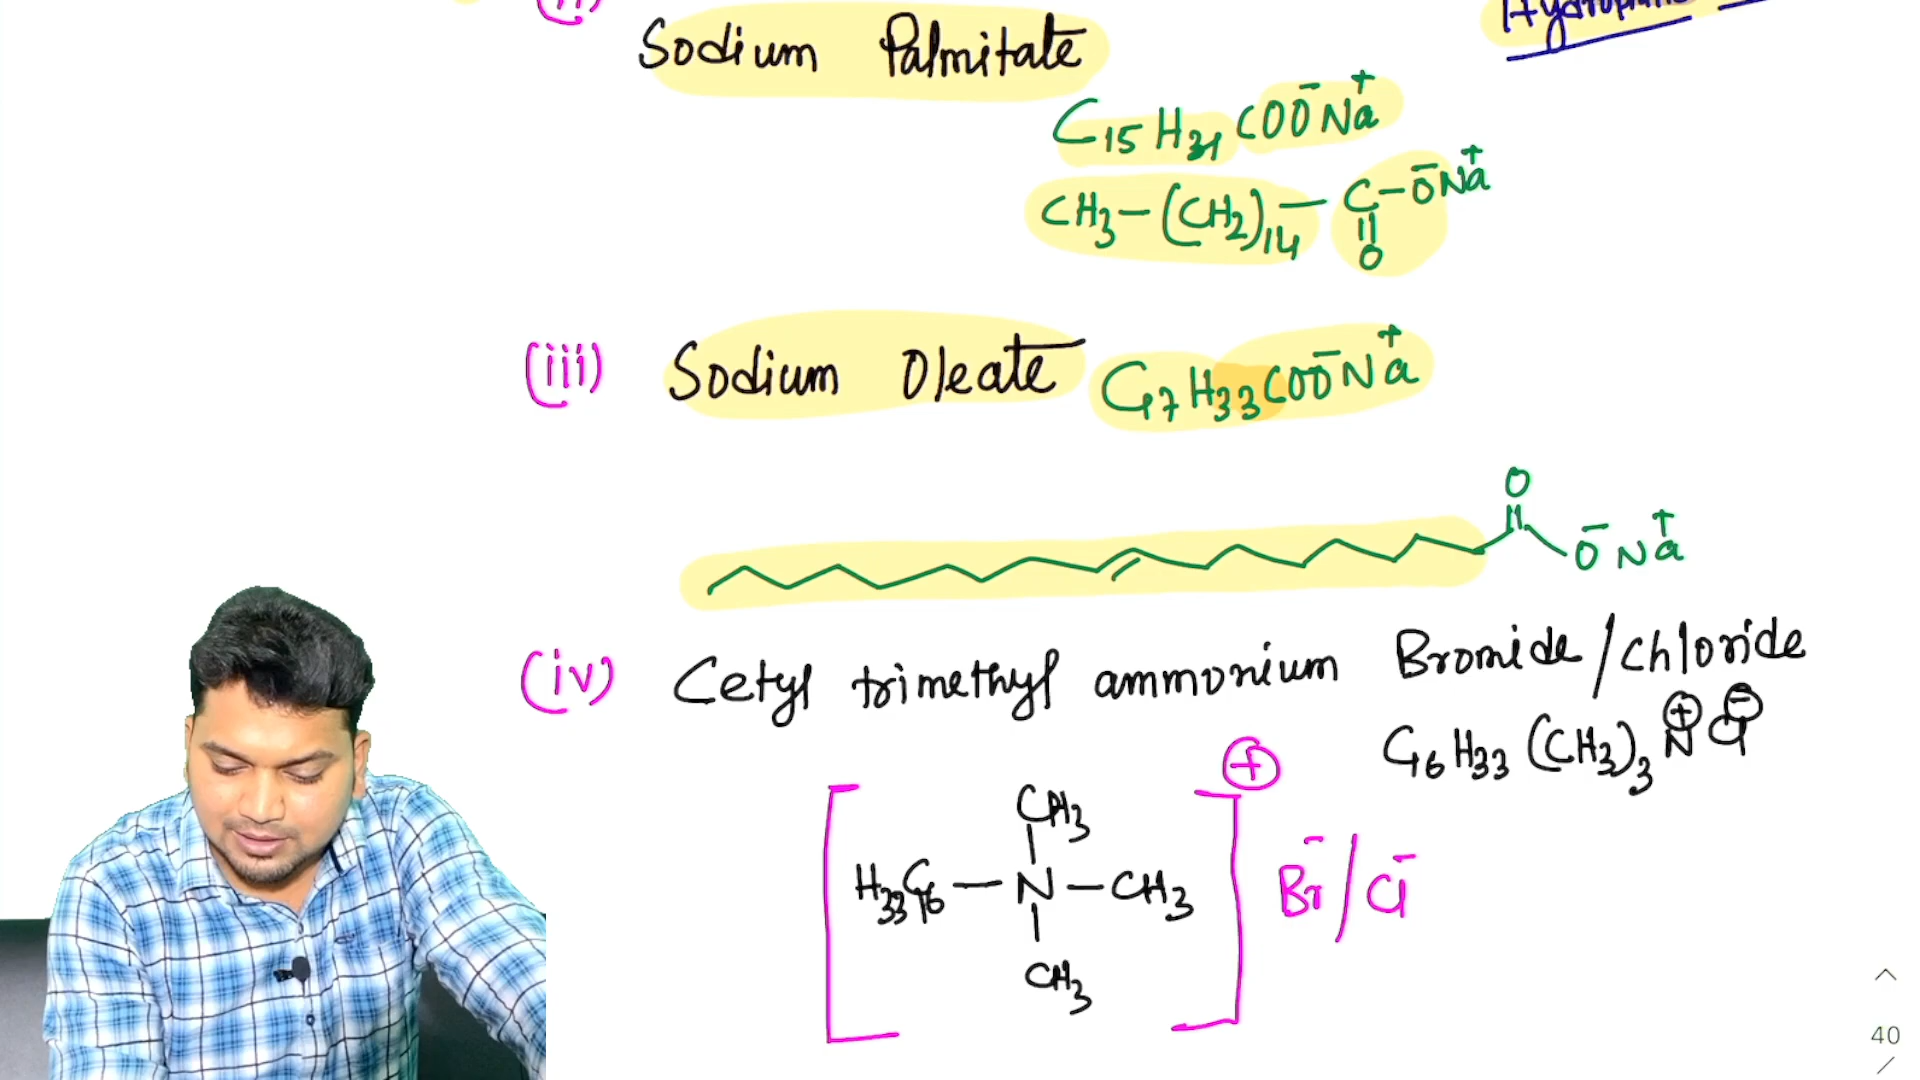 (ii)
Sodium Palmitate
C₁₅H₃₁COO⁻Na⁺
CH₃–(CH₂)₁₄–C–O⁻Na⁺
||
O
(iii) Sodium Oleate C₁₇H₃₃COO⁻Na⁺
O
O⁻Na⁺
(iv) Cetyl trimethyl ammonium Bromide/Chloride
C₁₆H₃₃(CH₃)₃N⊕Cl⊖
⊕
CH₃
H₃₃C₁₆–N–CH₃ Br⁻/Cl⁻
CH₃
40
/